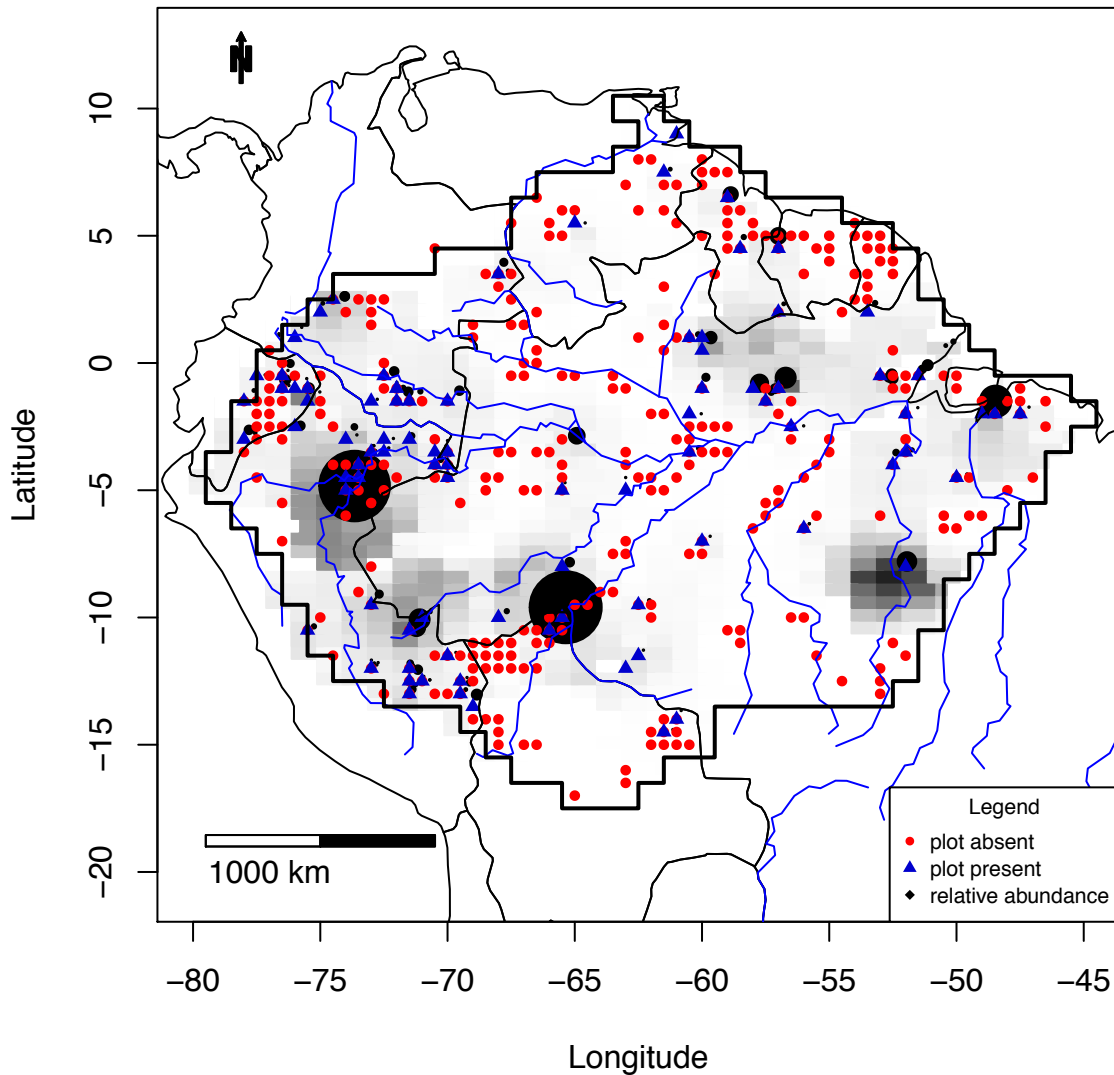 N
Latitude
10
5
0
−5
−10
−15
−20
1000 km
Legend
plot absent
plot present
relative abundance
−80
−75
−70
−65
−60
−55
−50
−45
Longitude